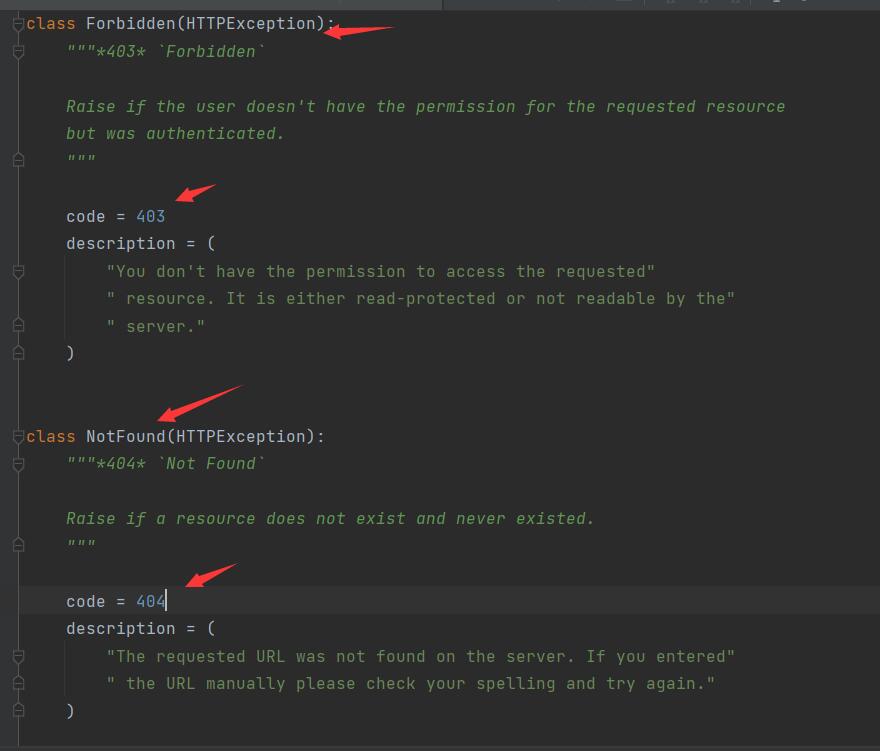 class Forbidden(HTTPException):
"""*403* `Forbidden`
Raise if the user doesn't have the permission for the requested resource
but was authenticated.
"""
code = 403
description = (
"You don't have the permission to access the requested"
" resource. It is either read-protected or not readable by the"
" server."
)
class NotFound(HTTPException):
"""*404* `Not Found`
Raise if a resource does not exist and never existed.
"""
code = 404
description = (
"The requested URL was not found on the server. If you entered"
" the URL manually please check your spelling and try again."
)